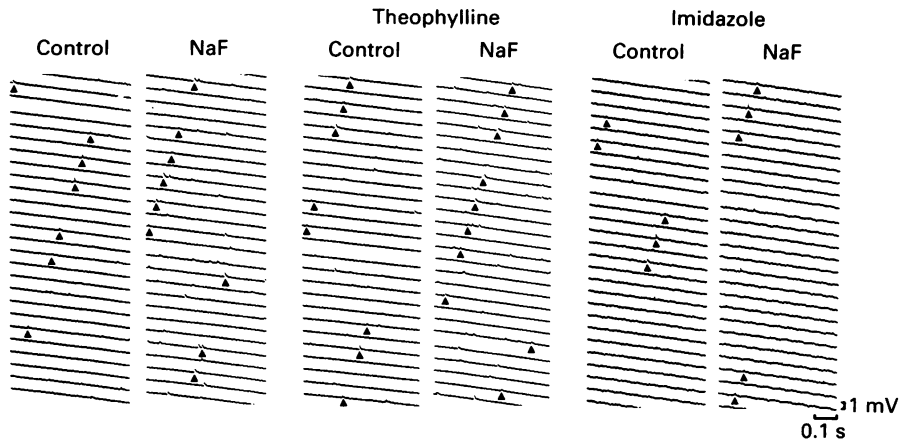 Theophylline Imidazole
Control NaF Control NaF Control NaF
1 mV
0.1 s